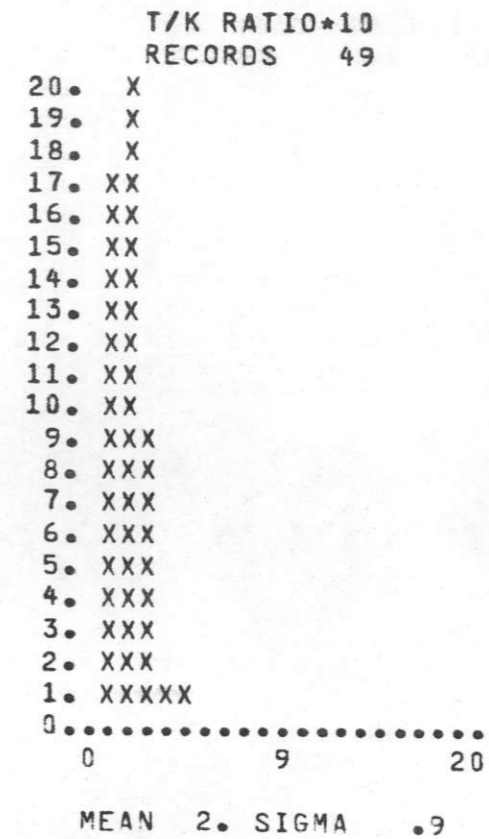 T/K RATIO*10
RECORDS 49
20. X
19. X
18. X
17. XX
16. XX
15. XX
14. XX
13. XX
12. XX
11. XX
10. XX
9. XXX
8. XXX
7. XXX
6. XXX
5. XXX
4. XXX
3. XXX
2. XXX
1. XXXXX
0......................
0 9 20
MEAN 2. SIGMA .9